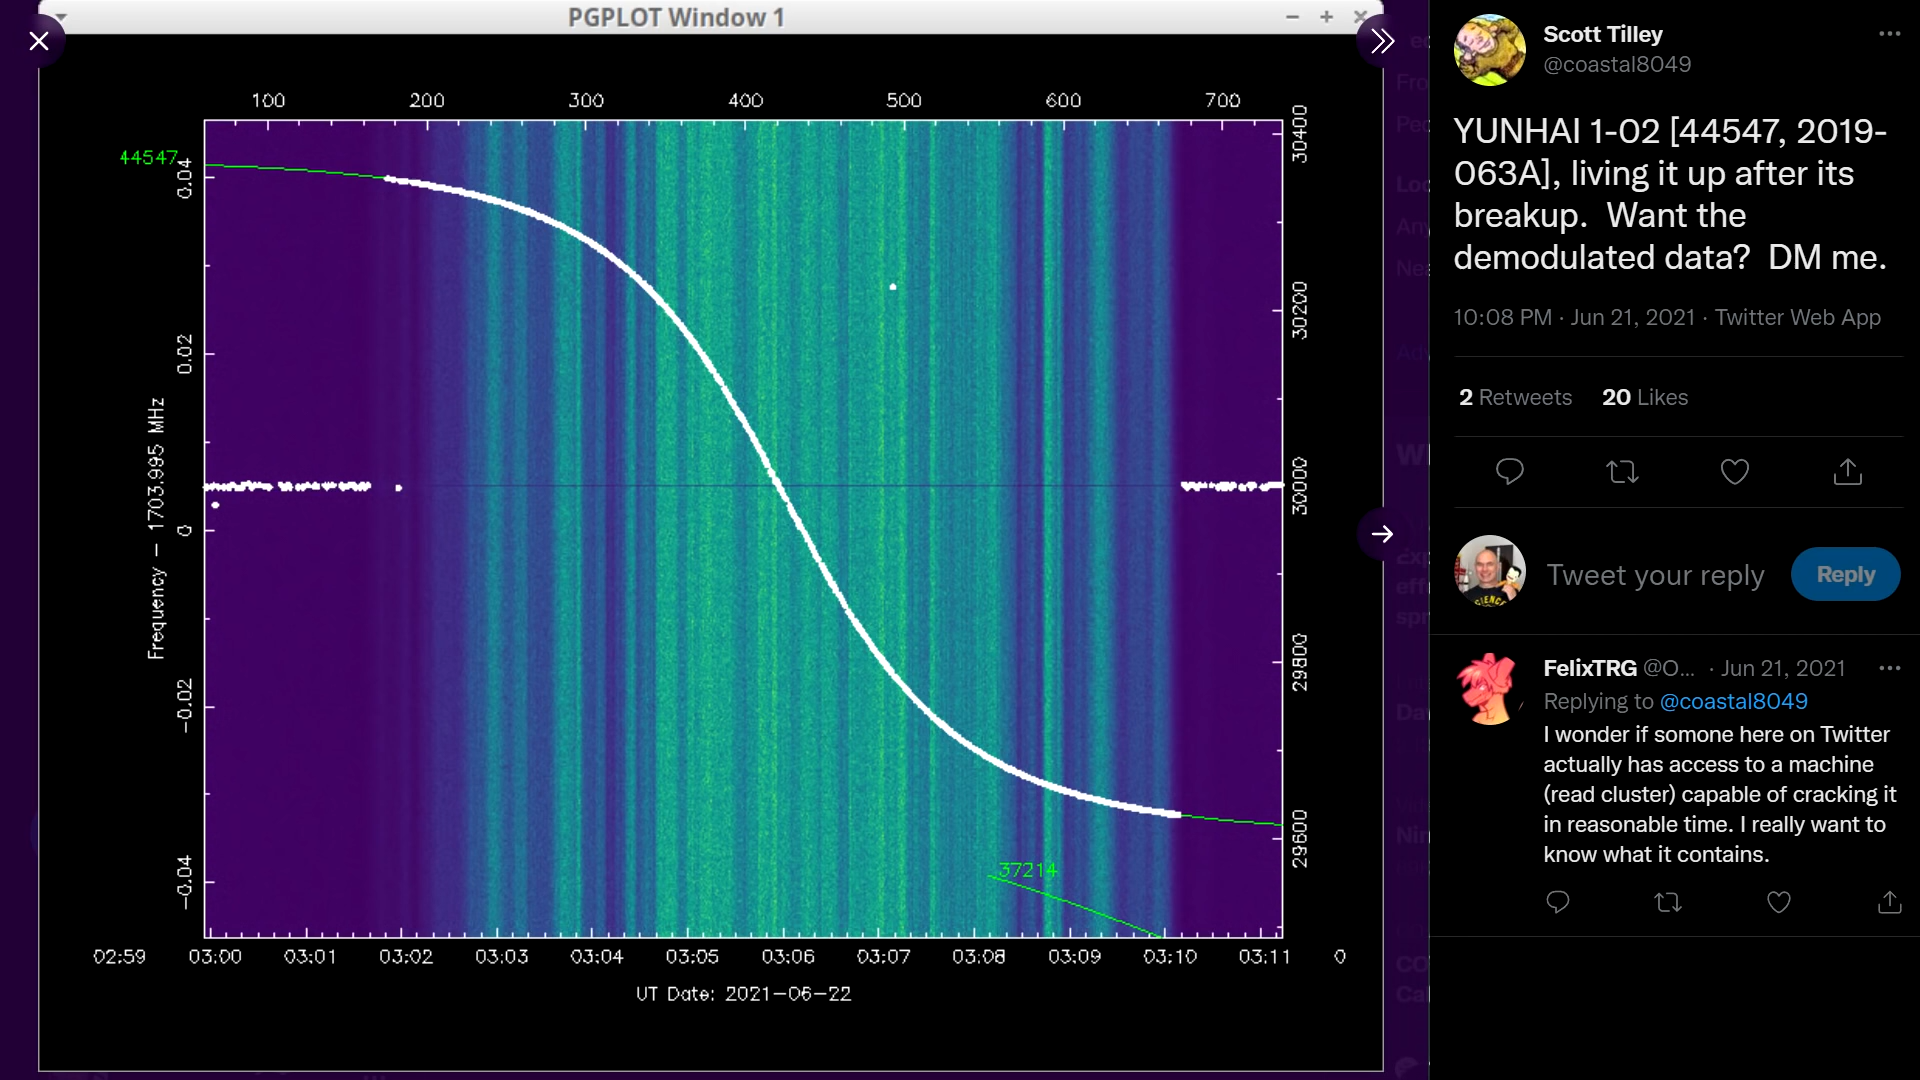 PGPLOT Window 1
100 200 300 400 500 600 700
44547
0.04
0.02
0
−0.02
−0.04
Frequency − 1703.995 MHz
30400
30200
30000
29800
29600
37214
02:59 03:00 03:01 03:02 03:03 03:04 03:05 03:06 03:07 03:08 03:09 03:10 03:11 0
UT Date: 2021−06−22
Scott Tilley
@coastal8049
YUNHAI 1-02 [44547, 2019-
063A], living it up after its
breakup. Want the
demodulated data? DM me.
10:08 PM · Jun 21, 2021 · Twitter Web App
2 Retweets 20 Likes
Tweet your reply
Reply
FelixTRG @O... · Jun 21, 2021
Replying to @coastal8049
I wonder if somone here on Twitter
actually has access to a machine
(read cluster) capable of cracking it
in reasonable time. I really want to
know what it contains.